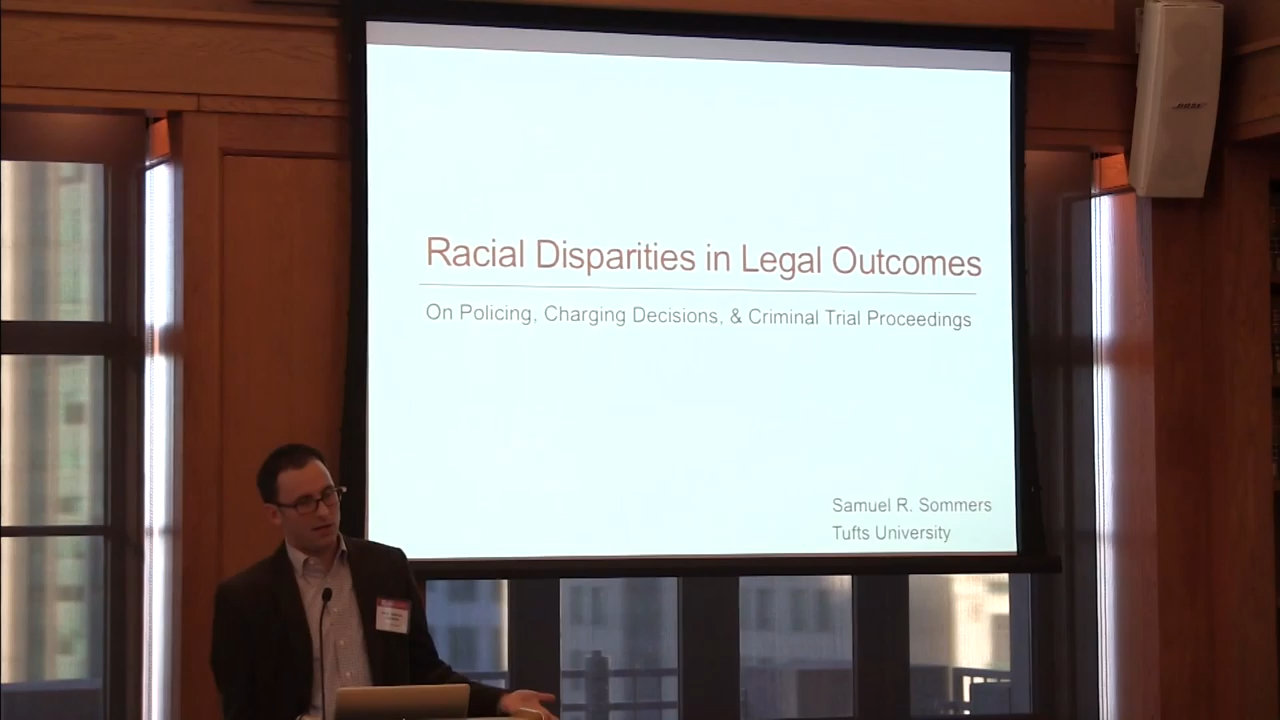 BOSE
Racial Disparities in Legal Outcomes
On Policing, Charging Decisions, & Criminal Trial Proceedings
Samuel R. Sommers
Tufts University